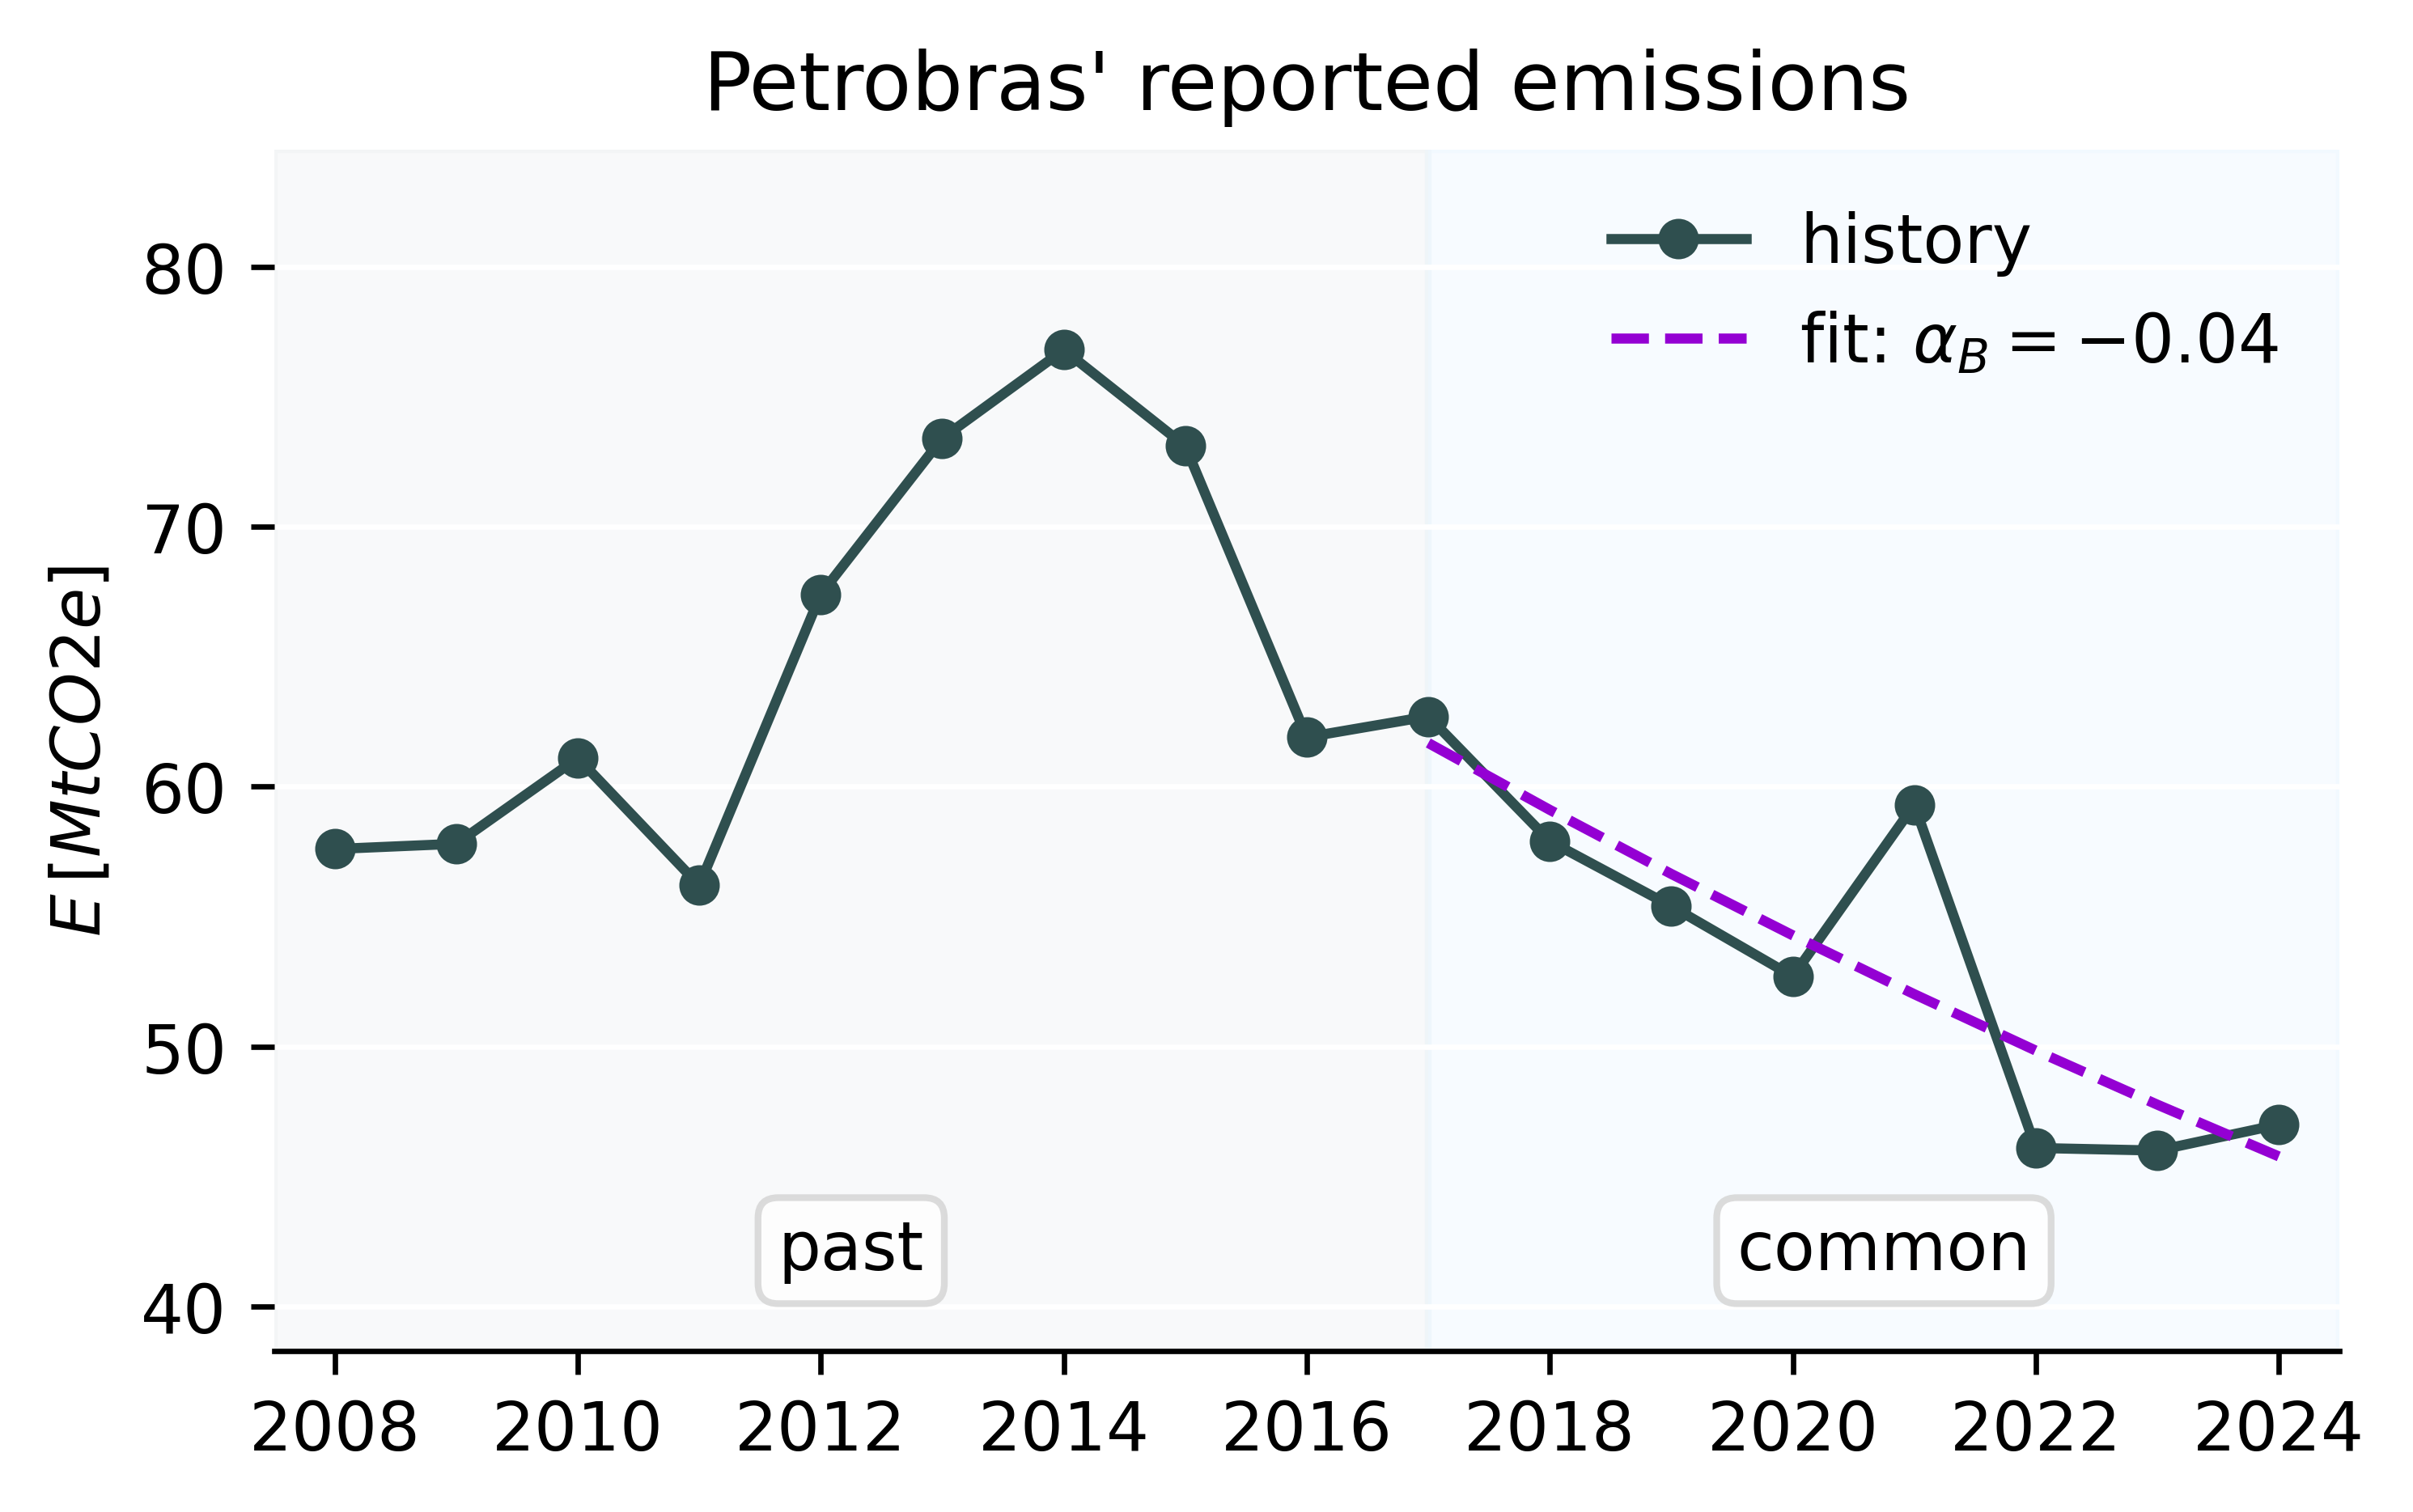 Petrobras' reported emissions
E [MtCO2e]
80
70
60
50
40
history
fit: α_B = −0.04
past
common
2008 2010 2012 2014 2016 2018 2020 2022 2024